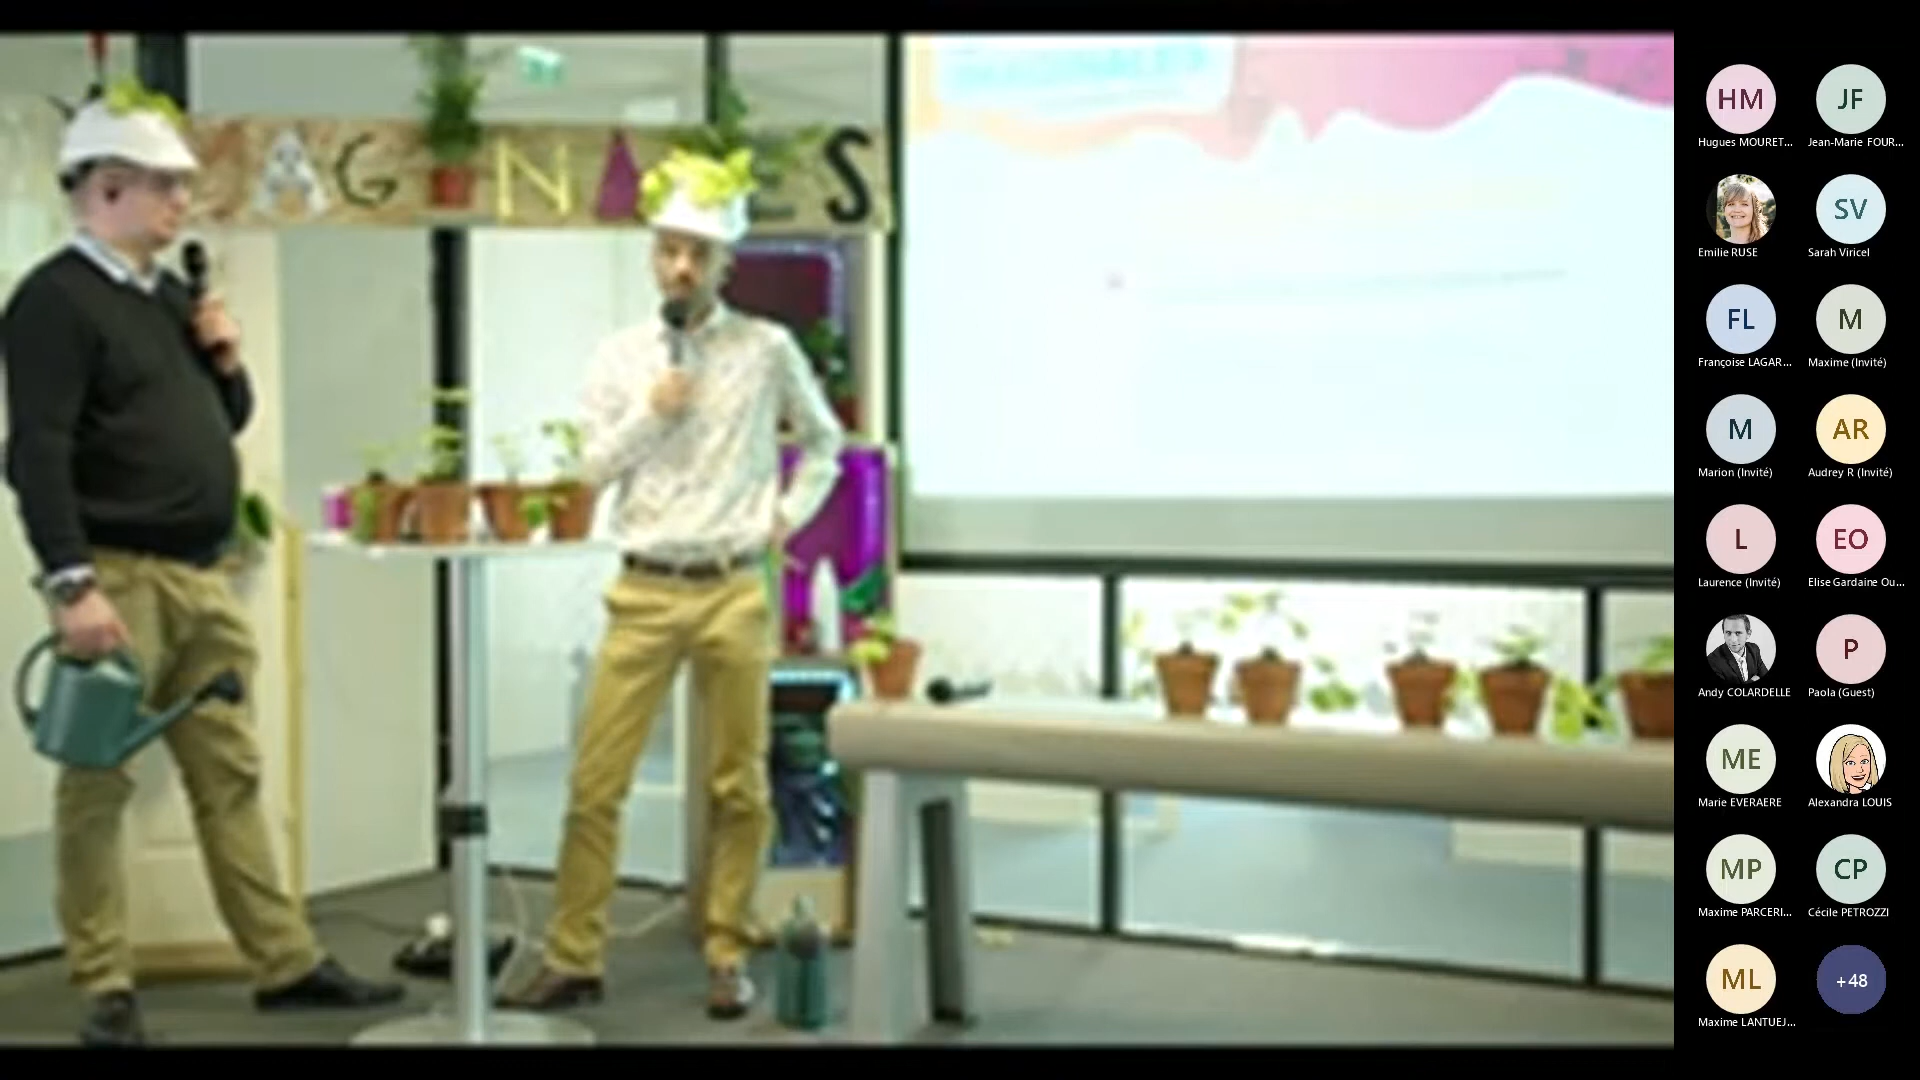 AGNALES
HM
JF
Hugues MOURET...
Jean-Marie FOUR...
SV
Emilie RUSE
Sarah Viricel
FL
M
Françoise LAGAR...
Maxime (Invité)
M
AR
Marion (Invité)
Audrey R (Invité)
L
EO
Laurence (Invité)
Elise Gardaine Ou...
P
Andy COLARDELLE
Paola (Guest)
ME
Marie EVERAERE
Alexandra LOUIS
MP
CP
Maxime PARCERI...
Cécile PETROZZI
ML
+48
Maxime LANTUEJ...